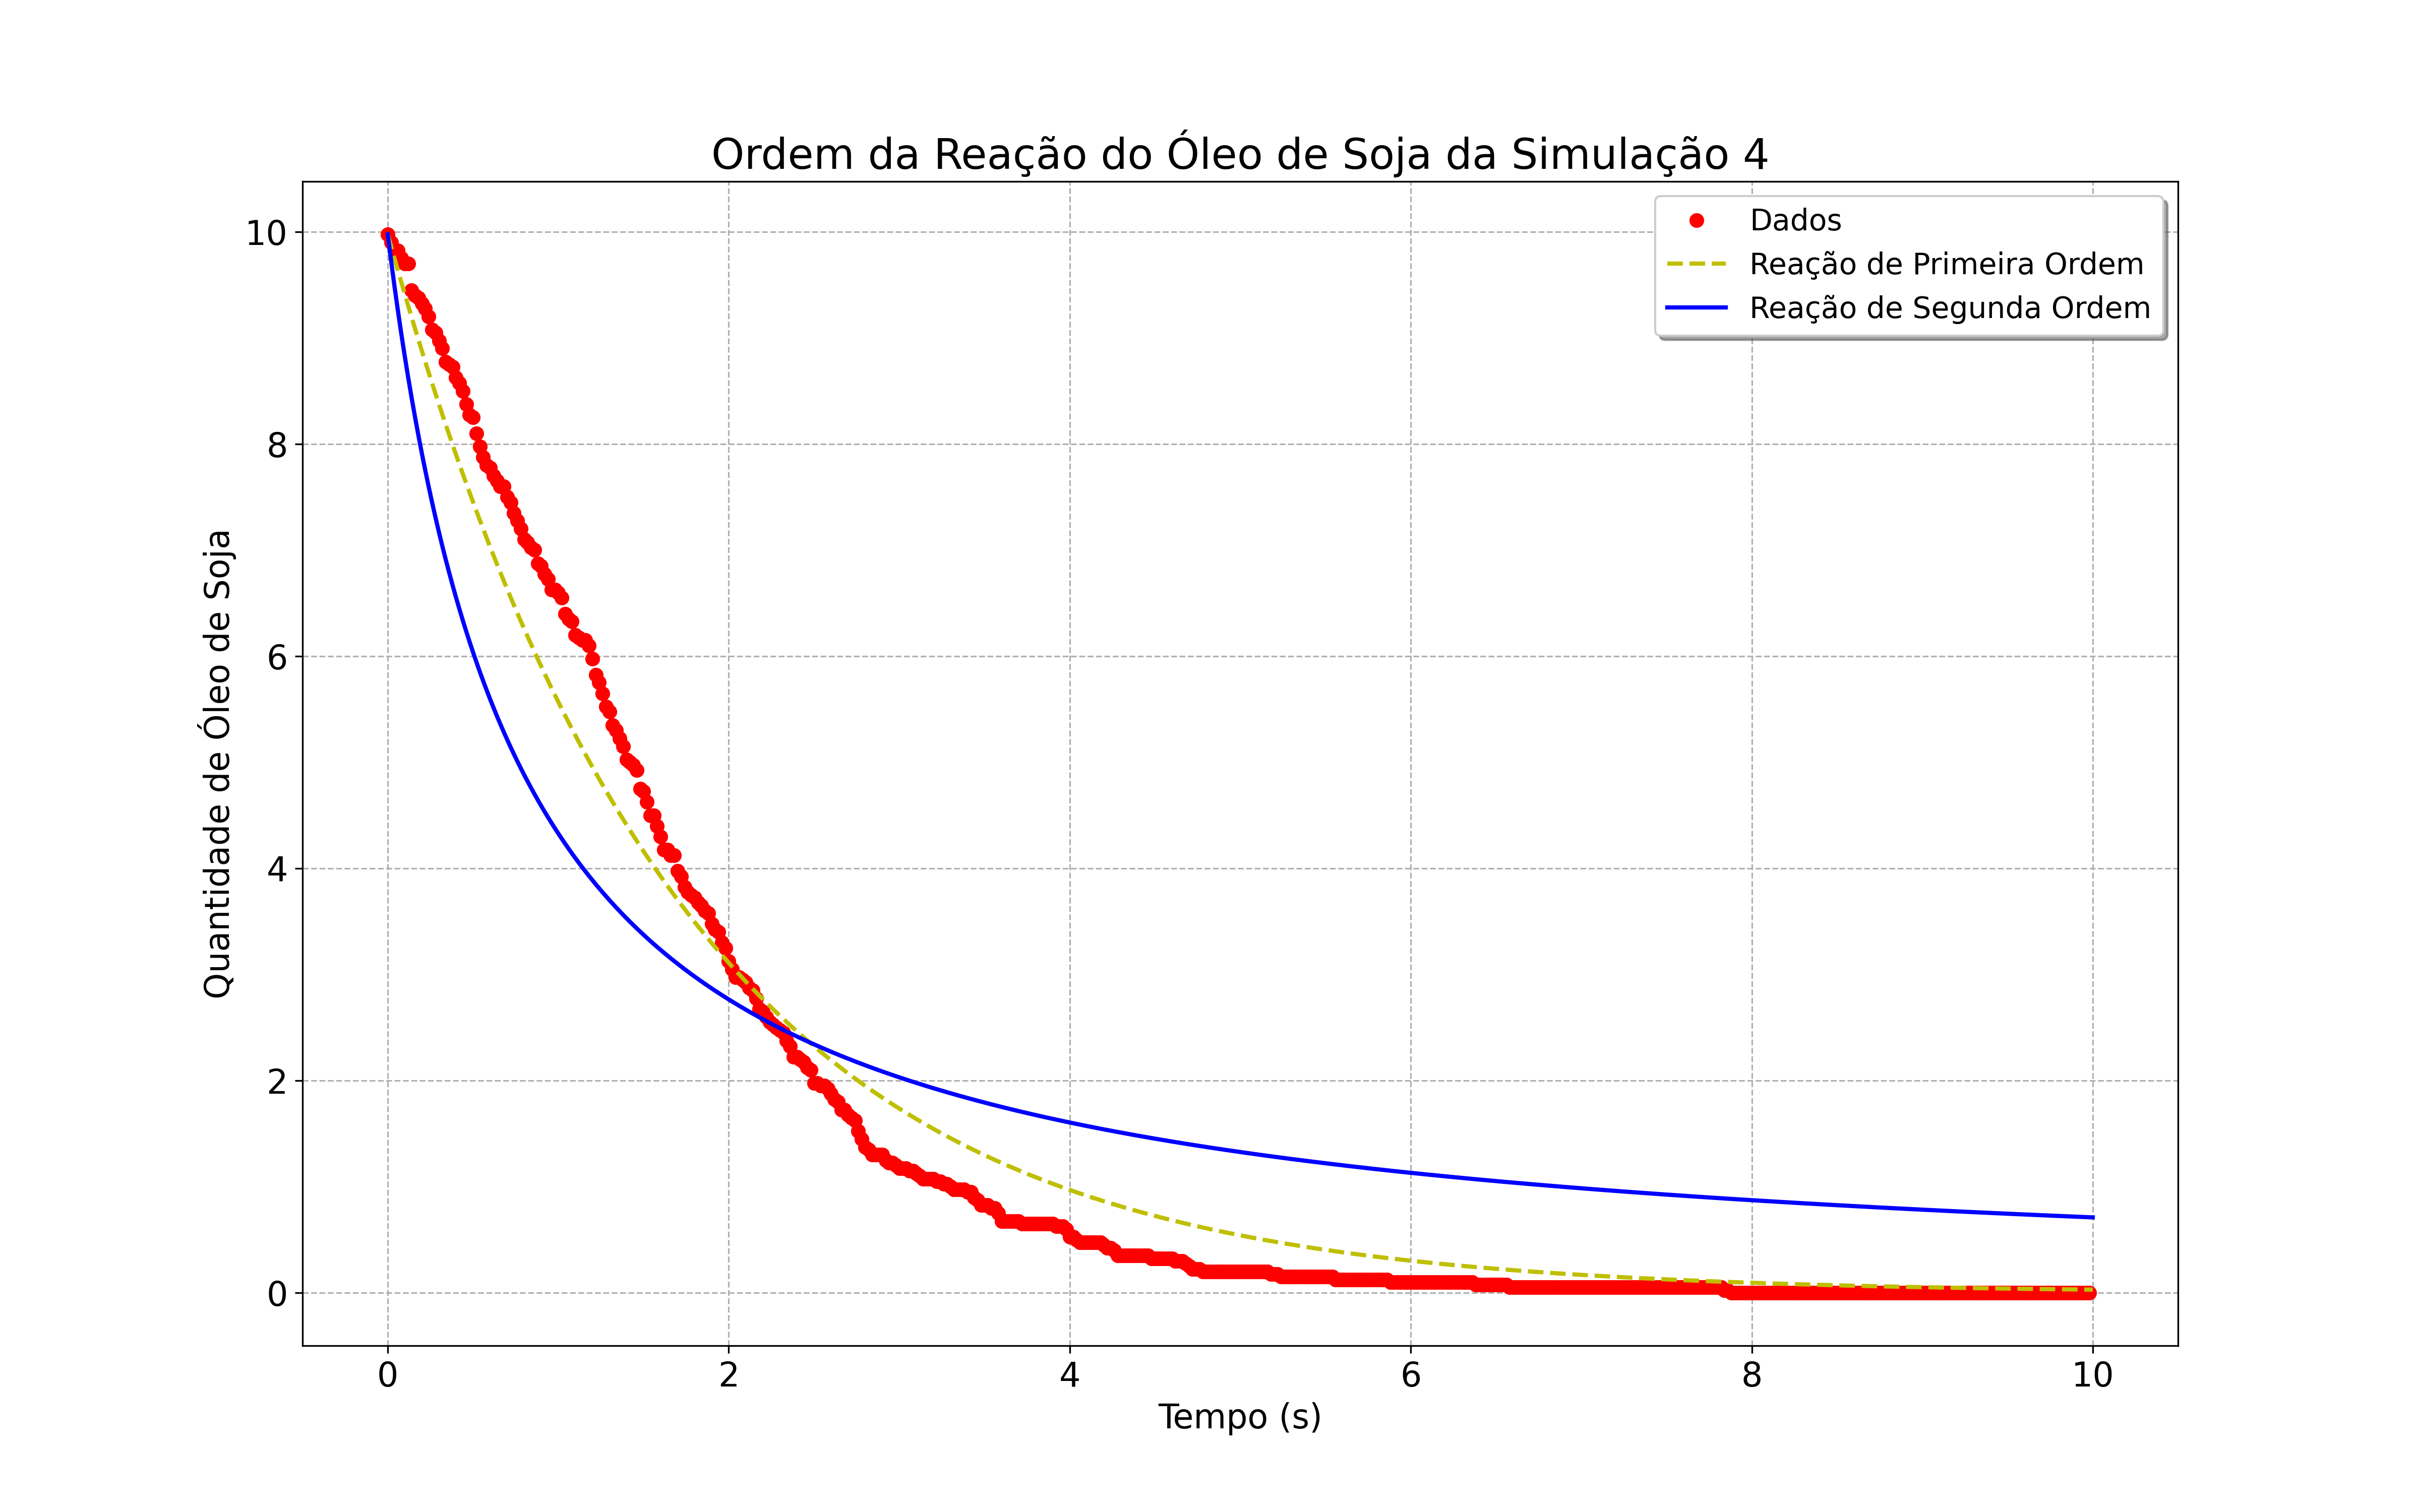 Ordem da Reação do Óleo de Soja da Simulação 4
Dados
Reação de Primeira Ordem
Reação de Segunda Ordem
Quantidade de Óleo de Soja
10
8
6
4
2
0
0 2 4 6 8 10
Tempo (s)